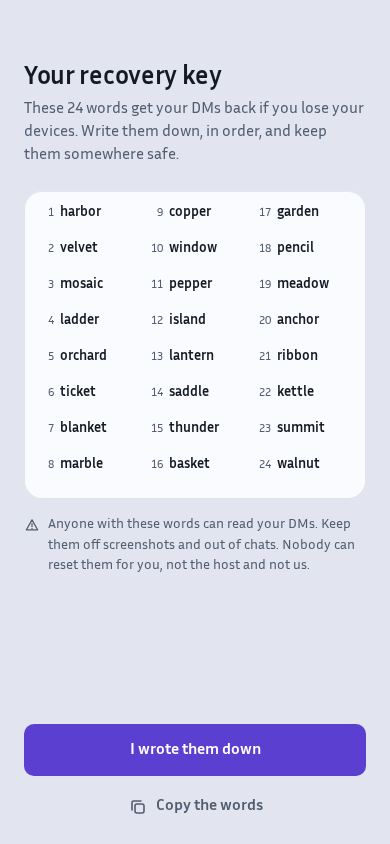 Your recovery key
These 24 words get your DMs back if you lose your
devices. Write them down, in order, and keep
them somewhere safe.
1 harbor
2 velvet
3 mosaic
4 ladder
5 orchard
6 ticket
7 blanket
8 marble
9 copper
10 window
11 pepper
12 island
13 lantern
14 saddle
15 thunder
16 basket
17 garden
18 pencil
19 meadow
20 anchor
21 ribbon
22 kettle
23 summit
24 walnut
Anyone with these words can read your DMs. Keep
them off screenshots and out of chats. Nobody can
reset them for you, not the host and not us.
I wrote them down
Copy the words